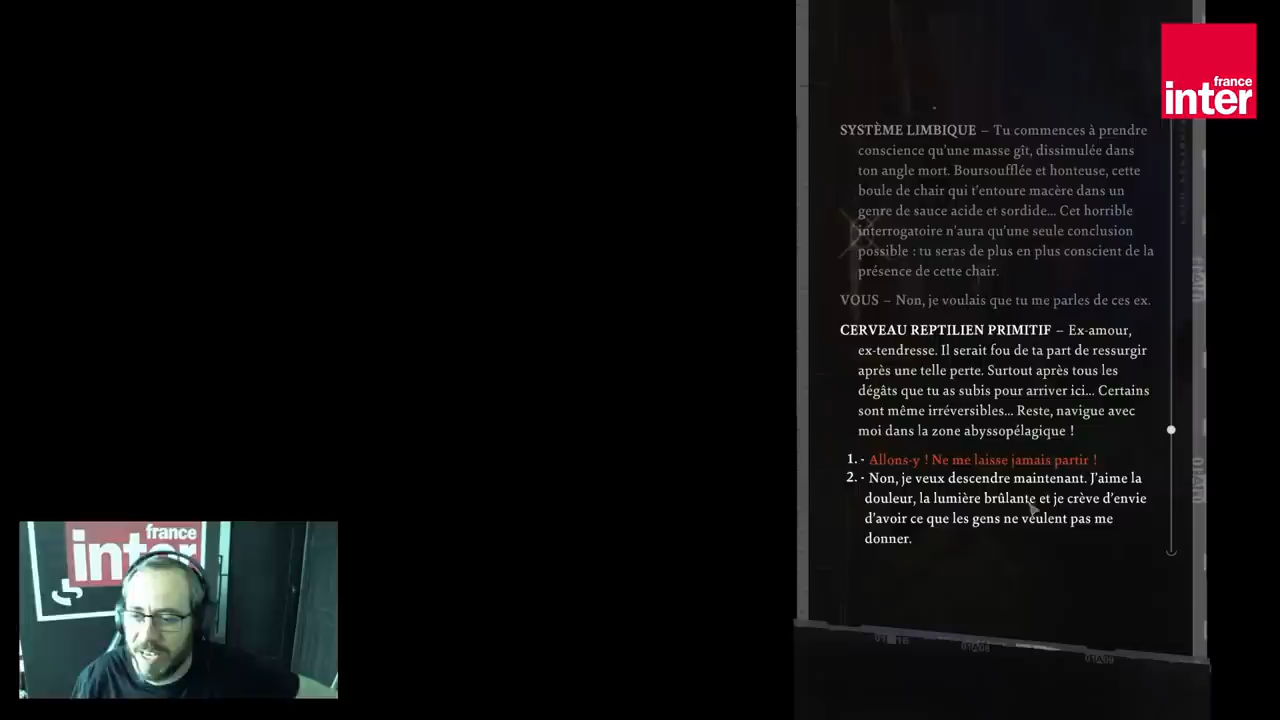 france
inter
SYSTÈME LIMBIQUE – Tu commences à prendre
conscience qu'une masse gît, dissimulée dans
ton angle mort. Boursoufflée et honteuse, cette
boule de chair qui t'entoure macère dans un
genre de sauce acide et sordide... Cet horrible
interrogatoire n'aura qu'une seule conclusion
possible : tu seras de plus en plus conscient de la
présence de cette chair.
VOUS – Non, je voulais que tu me parles de ces ex.
CERVEAU REPTILIEN PRIMITIF – Ex-amour,
ex-tendresse. Il serait fou de ta part de ressurgir
après une telle perte. Surtout après tous les
dégâts que tu as subis pour arriver ici... Certains
sont même irréversibles... Reste, navigue avec
moi dans la zone abyssopélagique !
1. - Allons-y ! Ne me laisse jamais partir !
2. - Non, je veux descendre maintenant. J'aime la
douleur, la lumière brûlante et je crève d'envie
d'avoir ce que les gens ne veulent pas me
donner.
france
inter